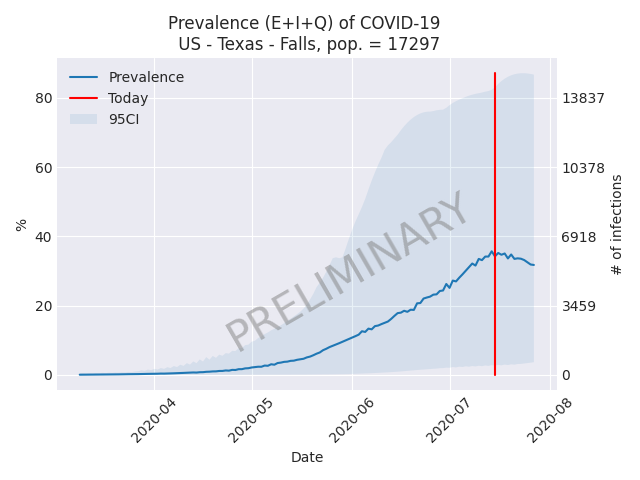 Prevalence (E+I+Q) of COVID-19
US - Texas - Falls, pop. = 17297
Prevalence
Today
95CI
PRELIMINARY
%
80
60
40
20
0
13837
10378
6918
3459
0
# of infections
2020-04
2020-05
2020-06
2020-07
2020-08
Date